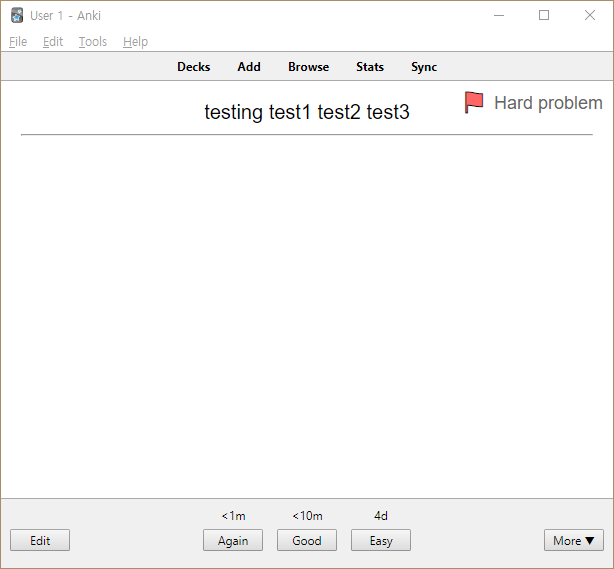 User 1 - Anki
File Edit Tools Help
Decks Add Browse Stats Sync
testing test1 test2 test3
Hard problem
<1m <10m 4d
Edit Again Good Easy More ▼